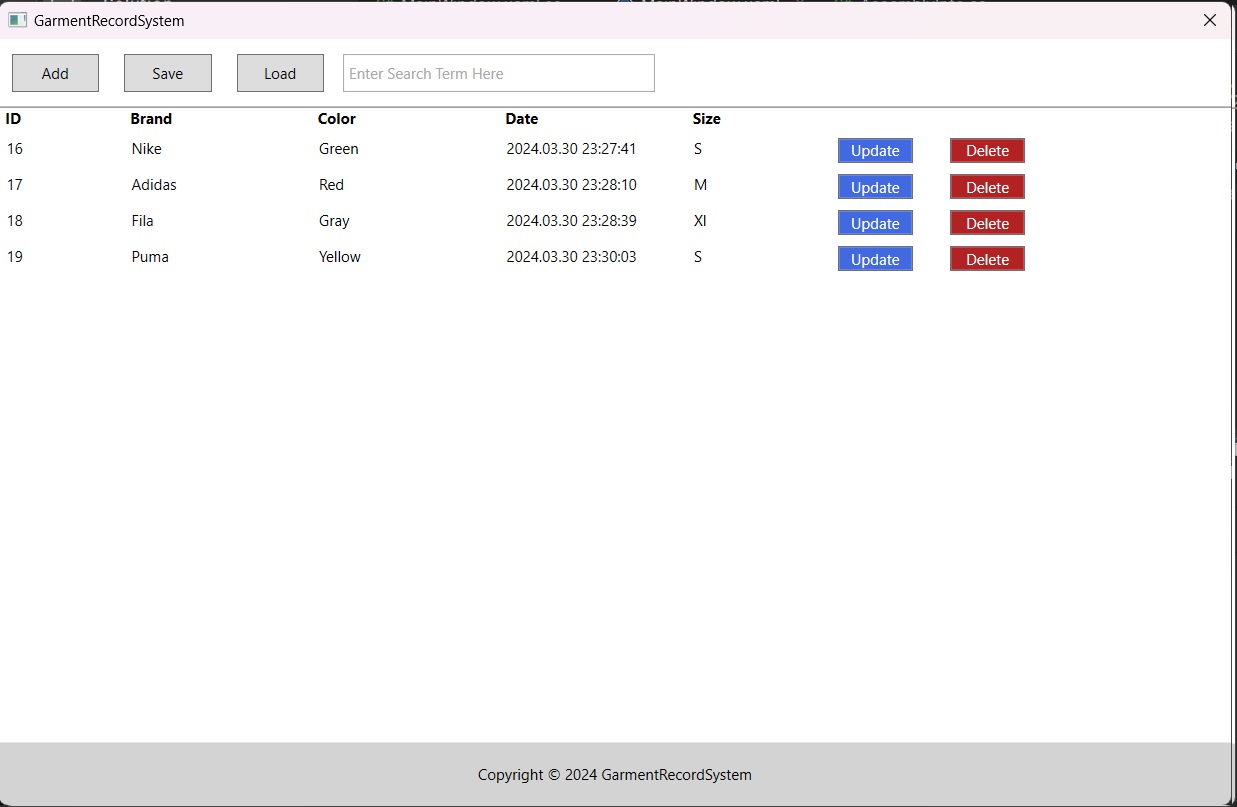 GarmentRecordSystem
Add Save Load Enter Search Term Here
ID Brand Color Date Size
16 Nike Green 2024.03.30 23:27:41 S Update Delete
17 Adidas Red 2024.03.30 23:28:10 M Update Delete
18 Fila Gray 2024.03.30 23:28:39 Xl Update Delete
19 Puma Yellow 2024.03.30 23:30:03 S Update Delete
Copyright © 2024 GarmentRecordSystem